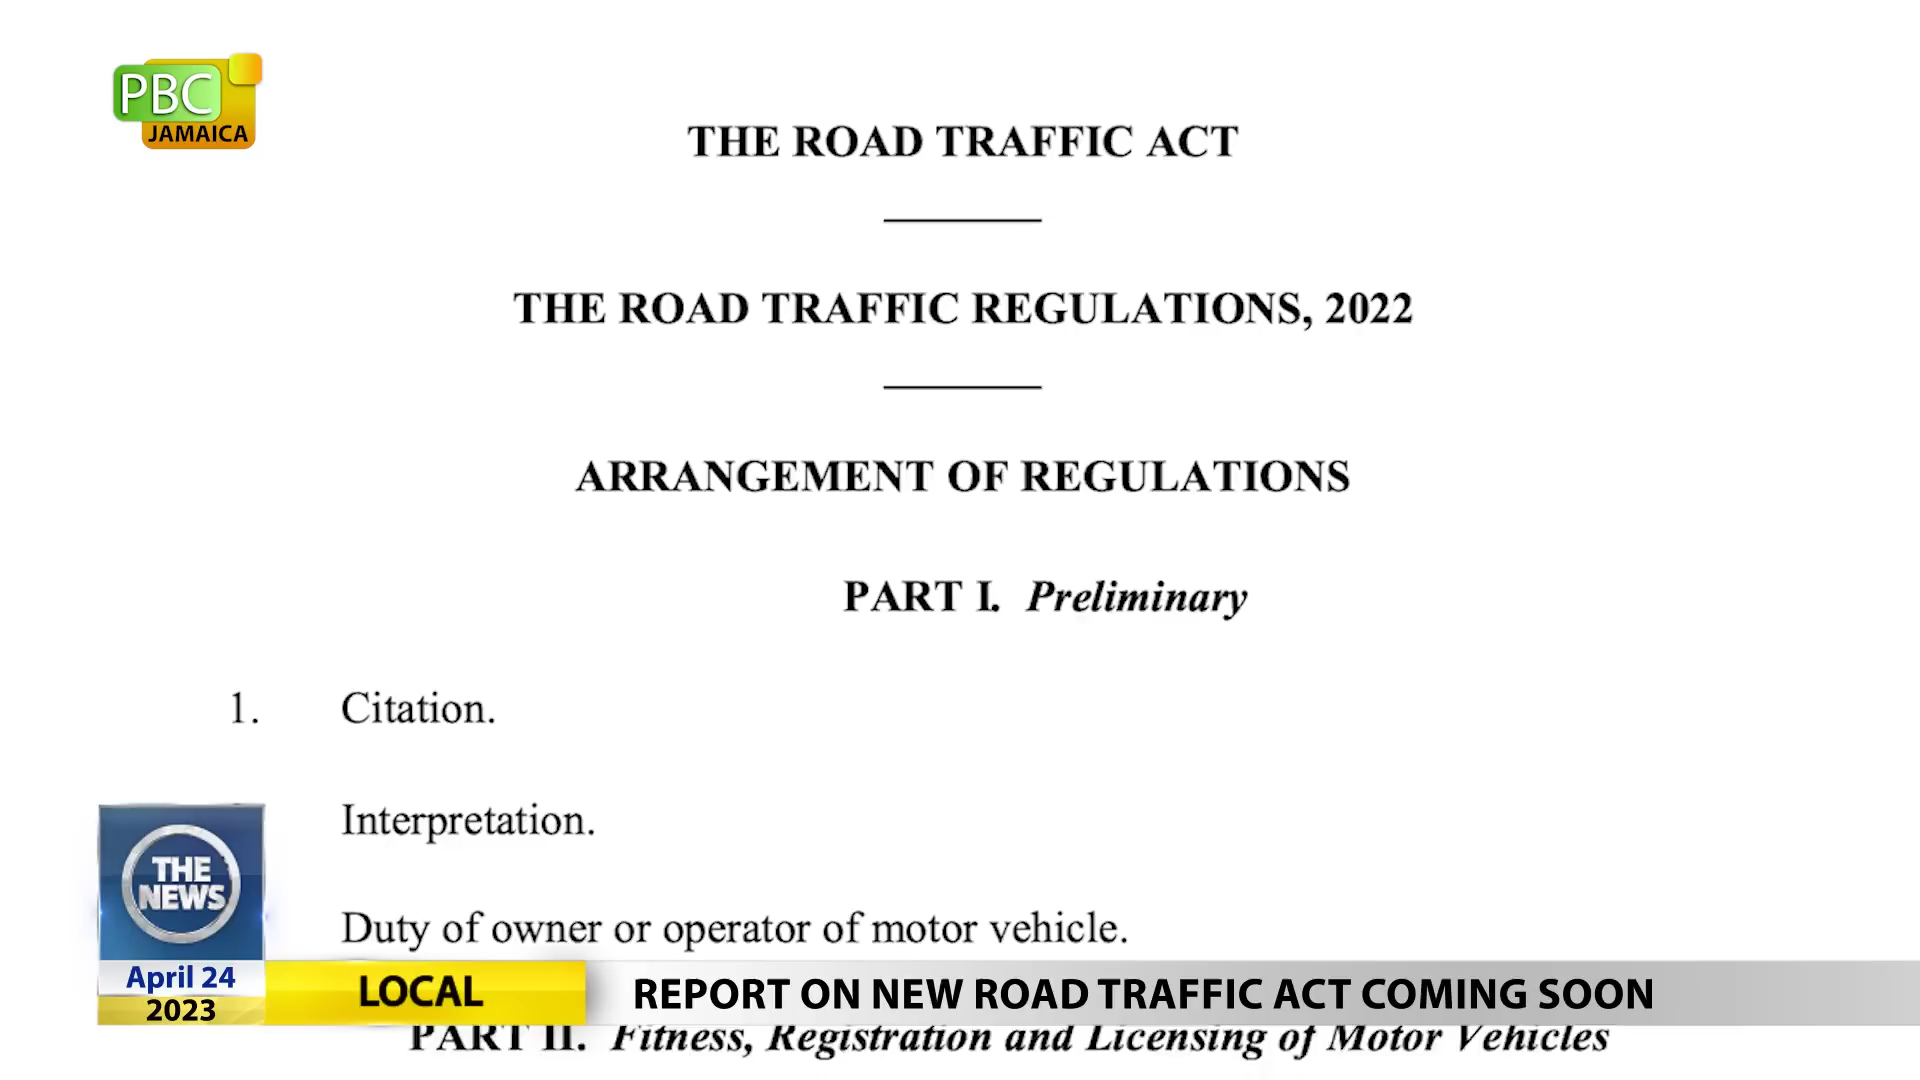 PBC
JAMAICA
THE ROAD TRAFFIC ACT
THE ROAD TRAFFIC REGULATIONS, 2022
ARRANGEMENT OF REGULATIONS
PART I. Preliminary
1. Citation.
Interpretation.
Duty of owner or operator of motor vehicle.
THE
NEWS
April 24
2023
LOCAL
REPORT ON NEW ROAD TRAFFIC ACT COMING SOON
PART II. Fitness, Registration and Licensing of Motor Vehicles